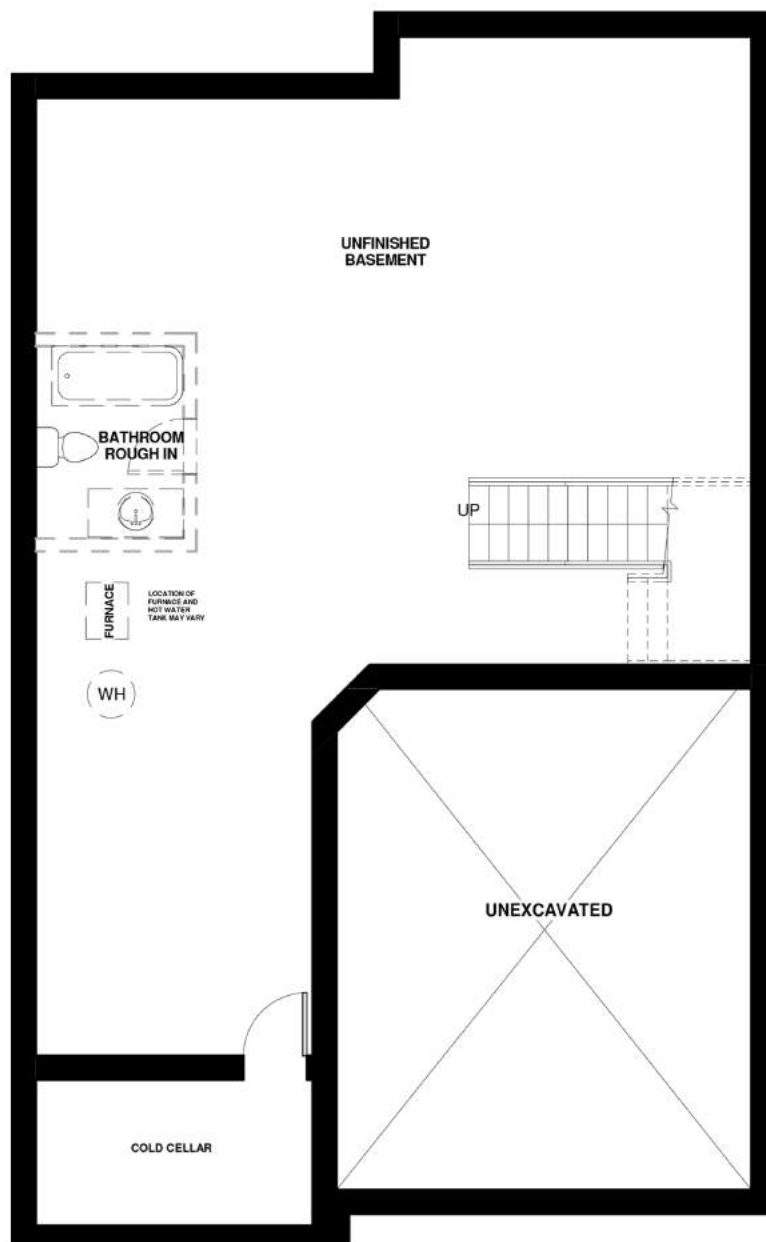 UNFINISHED
BASEMENT
BATHROOM
ROUGH IN
UP
FURNACE
LOCATION OF
FURNACE AND
HOT WATER
TANK MAY VARY
WH
UNEXCAVATED
COLD CELLAR